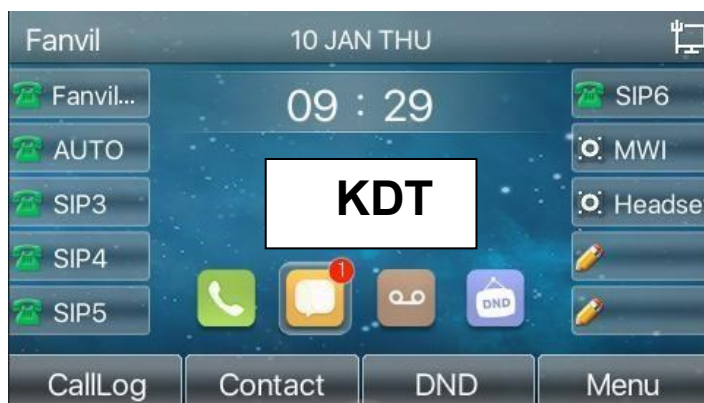 Fanvil 10 JAN THU
Fanvil... 09 : 29 SIP6
AUTO MWI
KDT
SIP3 Headse
SIP4
1
SIP5 DND
CallLog Contact DND Menu